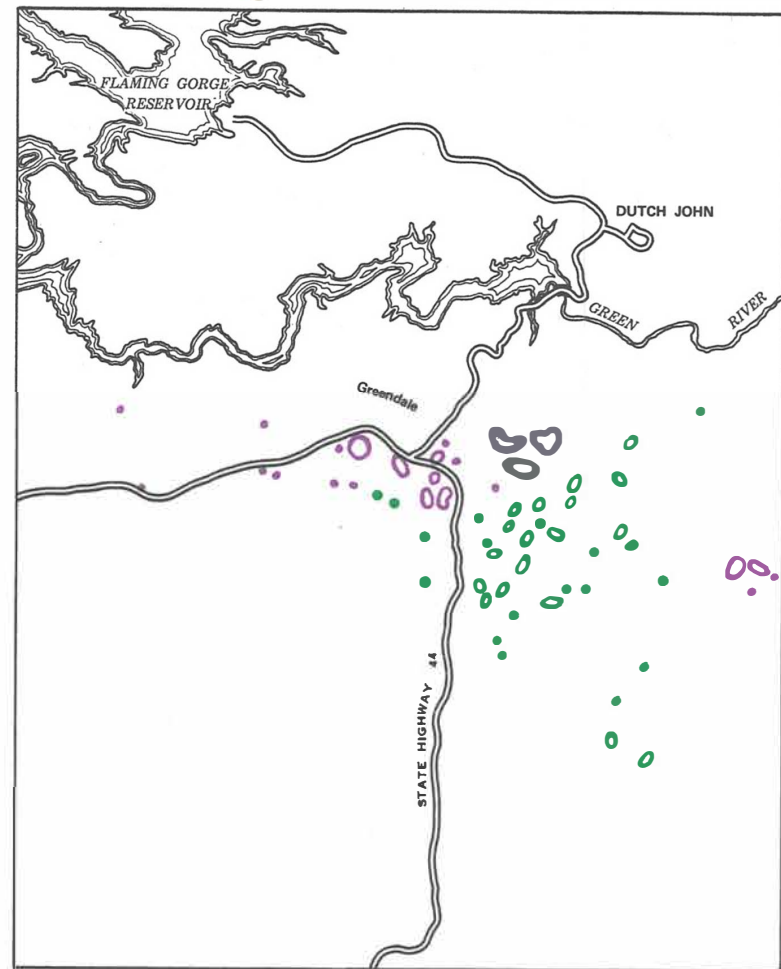 FLAMING GORGE
RESERVOIR
DUTCH JOHN
GREEN
RIVER
Greendale
STATE HIGHWAY 44